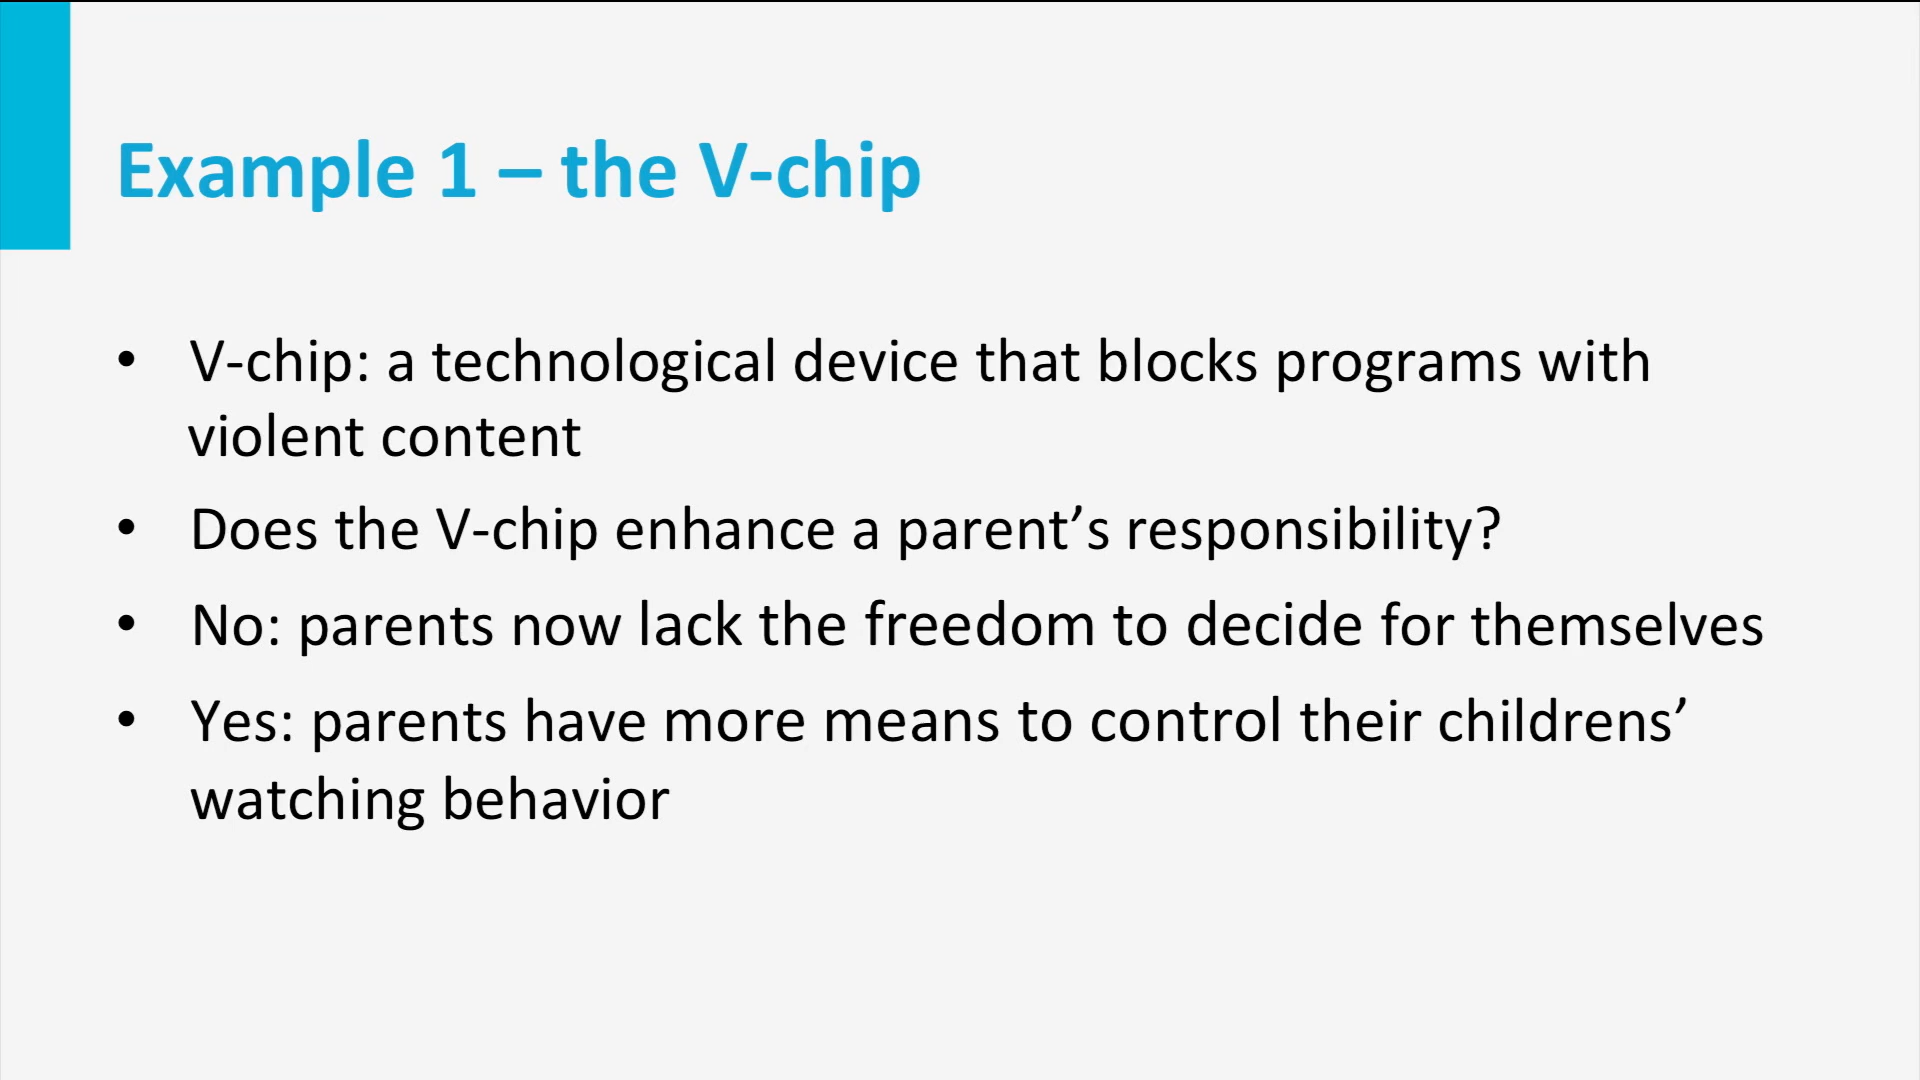 Example 1 – the V-chip
• V-chip: a technological device that blocks programs with
violent content
• Does the V-chip enhance a parent’s responsibility?
• No: parents now lack the freedom to decide for themselves
• Yes: parents have more means to control their childrens’
watching behavior